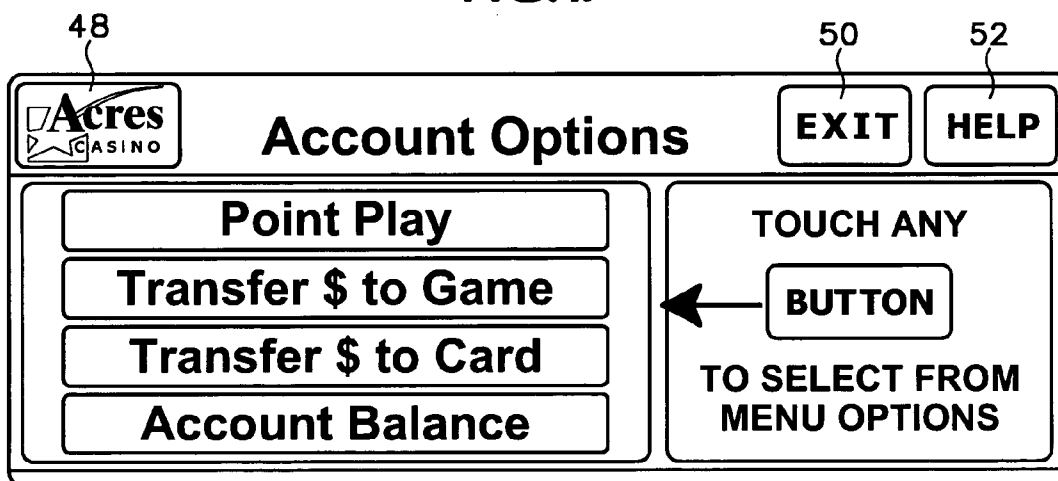 48
50
52
Acres
CASINO
Account Options
EXIT
HELP
Point Play
Transfer $ to Game
Transfer $ to Card
Account Balance
TOUCH ANY
BUTTON
TO SELECT FROM
MENU OPTIONS